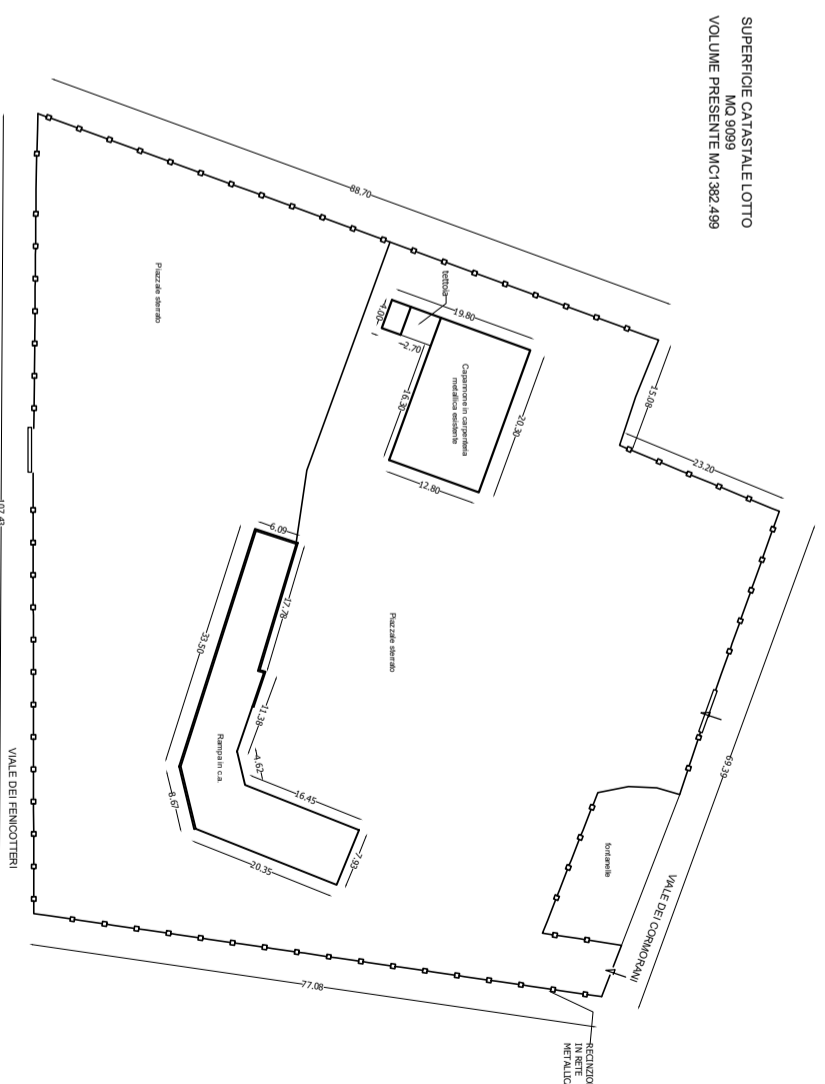 SUPERFICIE CATASTALE LOTTO
MQ 9099
VOLUME PRESENTE MC1382.499
88.70
15.08
23.20
69.39
VIALE DEI CORMORANI
fontanelle
tettoia
19.80
4.00
2.70
16.30
Capannone in carpenteria
metallica esistente
20.30
12.80
Piazzale sterrato
Piazzale sterrato
6.09
17.78
33.50
11.38
4.62
Rampa in c.a.
16.45
7.93
8.67
20.35
107.43
VIALE DEI FENICOTTERI
77.08
IN RETE